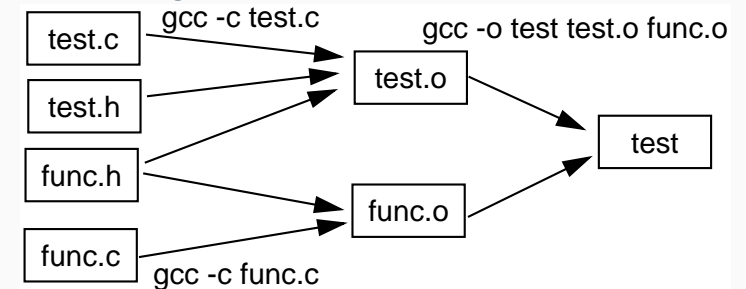 gcc -c test.c
gcc -o test test.o func.o
test.c
test.o
test.h
test
func.h
func.o
func.c
gcc -c func.c